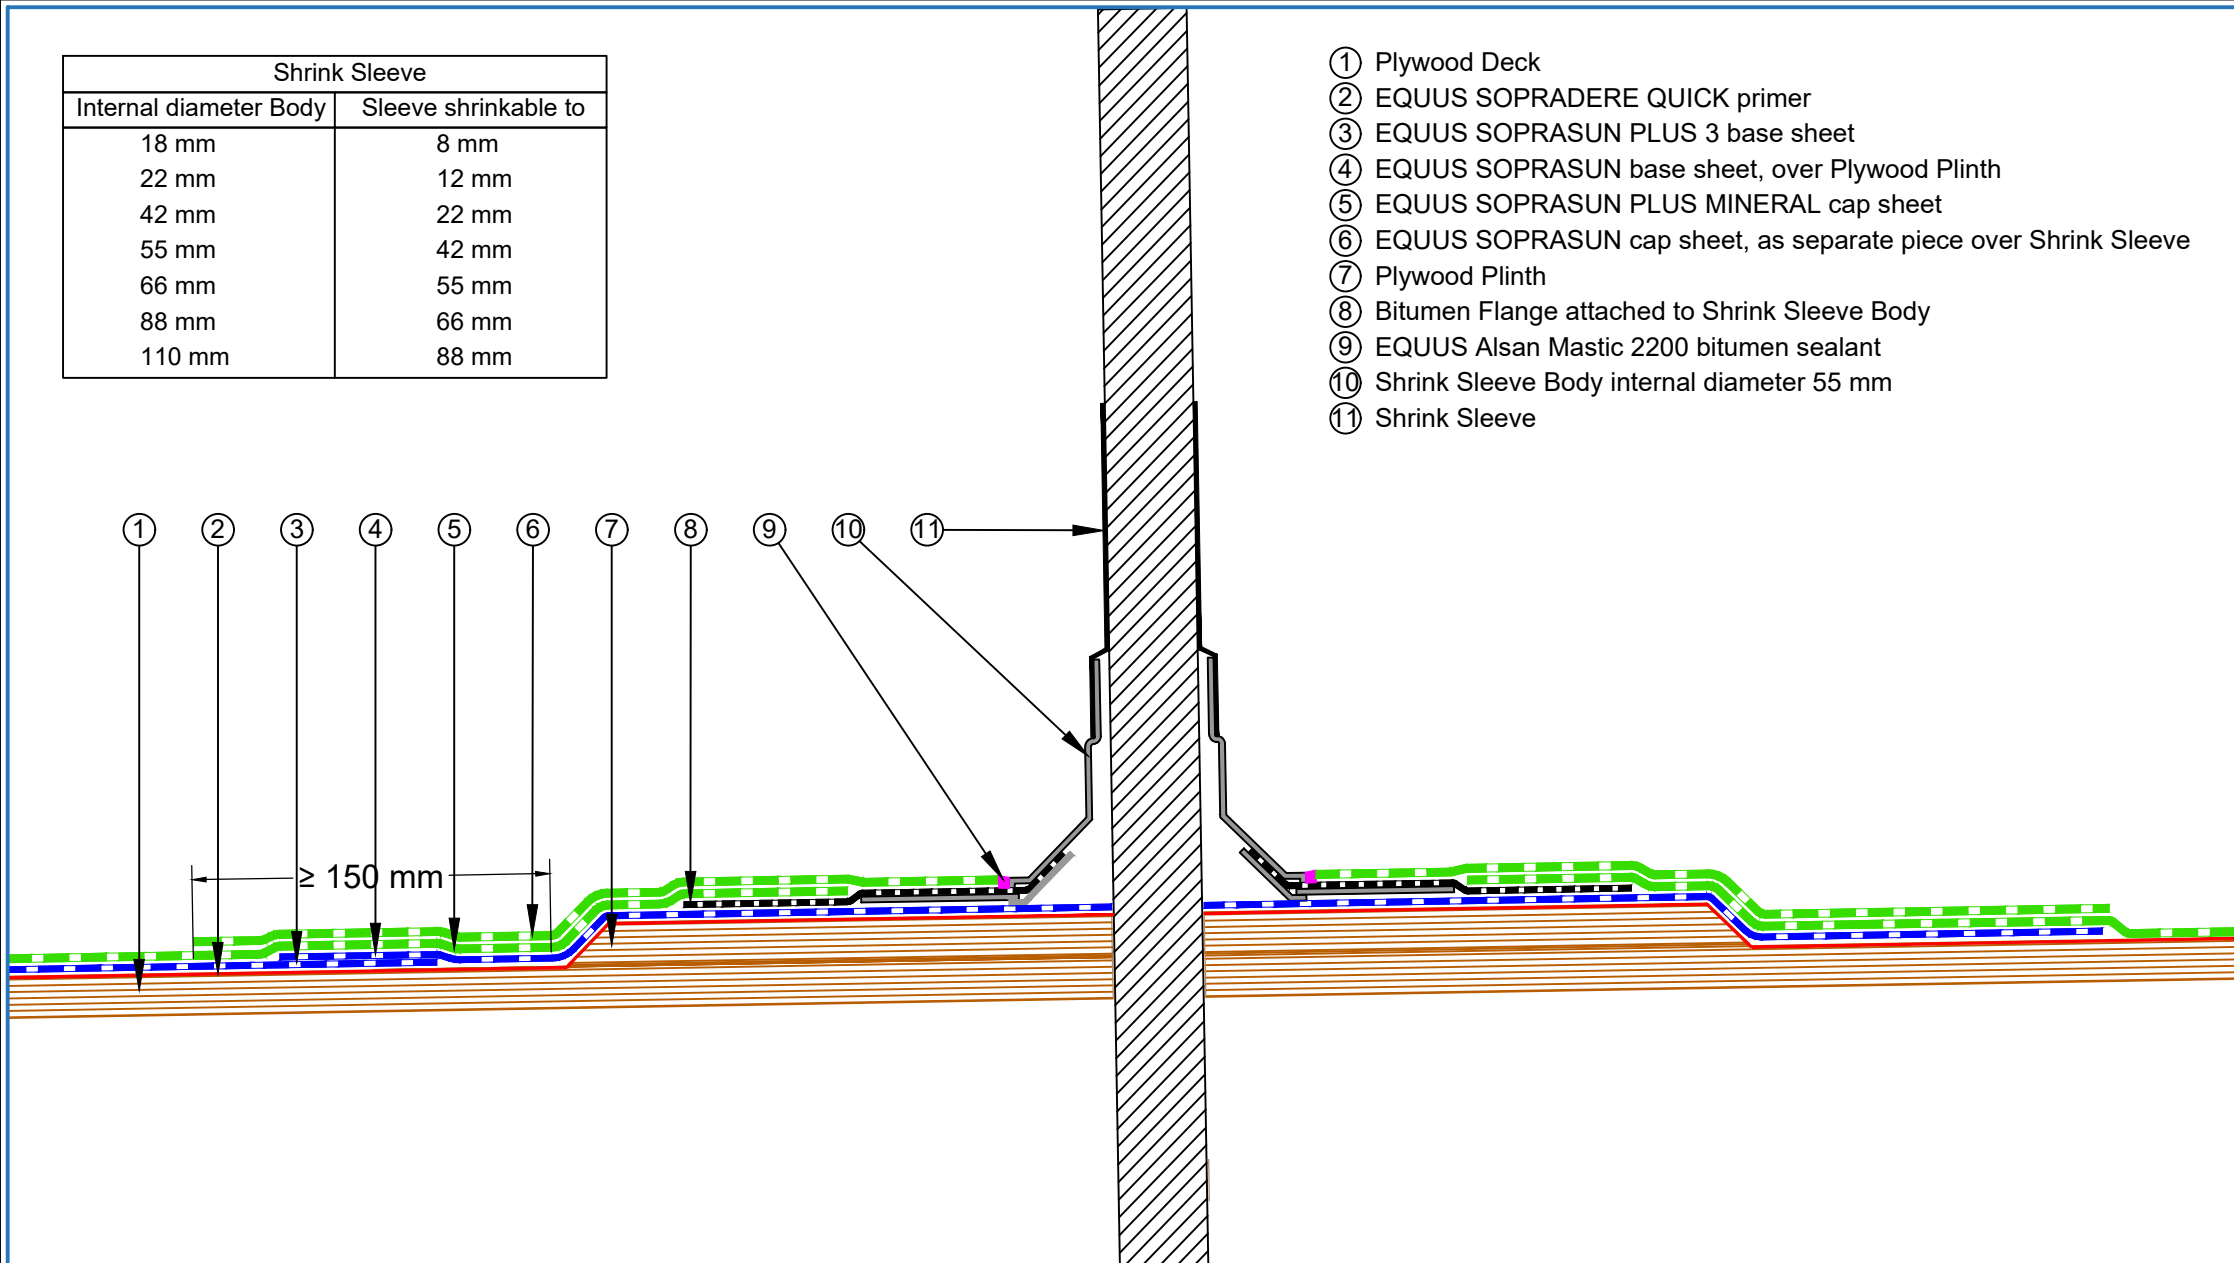 Shrink Sleeve
Internal diameter Body Sleeve shrinkable to
18 mm 8 mm
22 mm 12 mm
42 mm 22 mm
55 mm 42 mm
66 mm 55 mm
88 mm 66 mm
110 mm 88 mm
1 Plywood Deck
2 EQUUS SOPRADERE QUICK primer
3 EQUUS SOPRASUN PLUS 3 base sheet
4 EQUUS SOPRASUN base sheet, over Plywood Plinth
5 EQUUS SOPRASUN PLUS MINERAL cap sheet
6 EQUUS SOPRASUN cap sheet, as separate piece over Shrink Sleeve
7 Plywood Plinth
8 Bitumen Flange attached to Shrink Sleeve Body
9 EQUUS Alsan Mastic 2200 bitumen sealant
10 Shrink Sleeve Body internal diameter 55 mm
11 Shrink Sleeve
1 2 3 4 5 6 7 8 9 10 11
≥ 150 mm